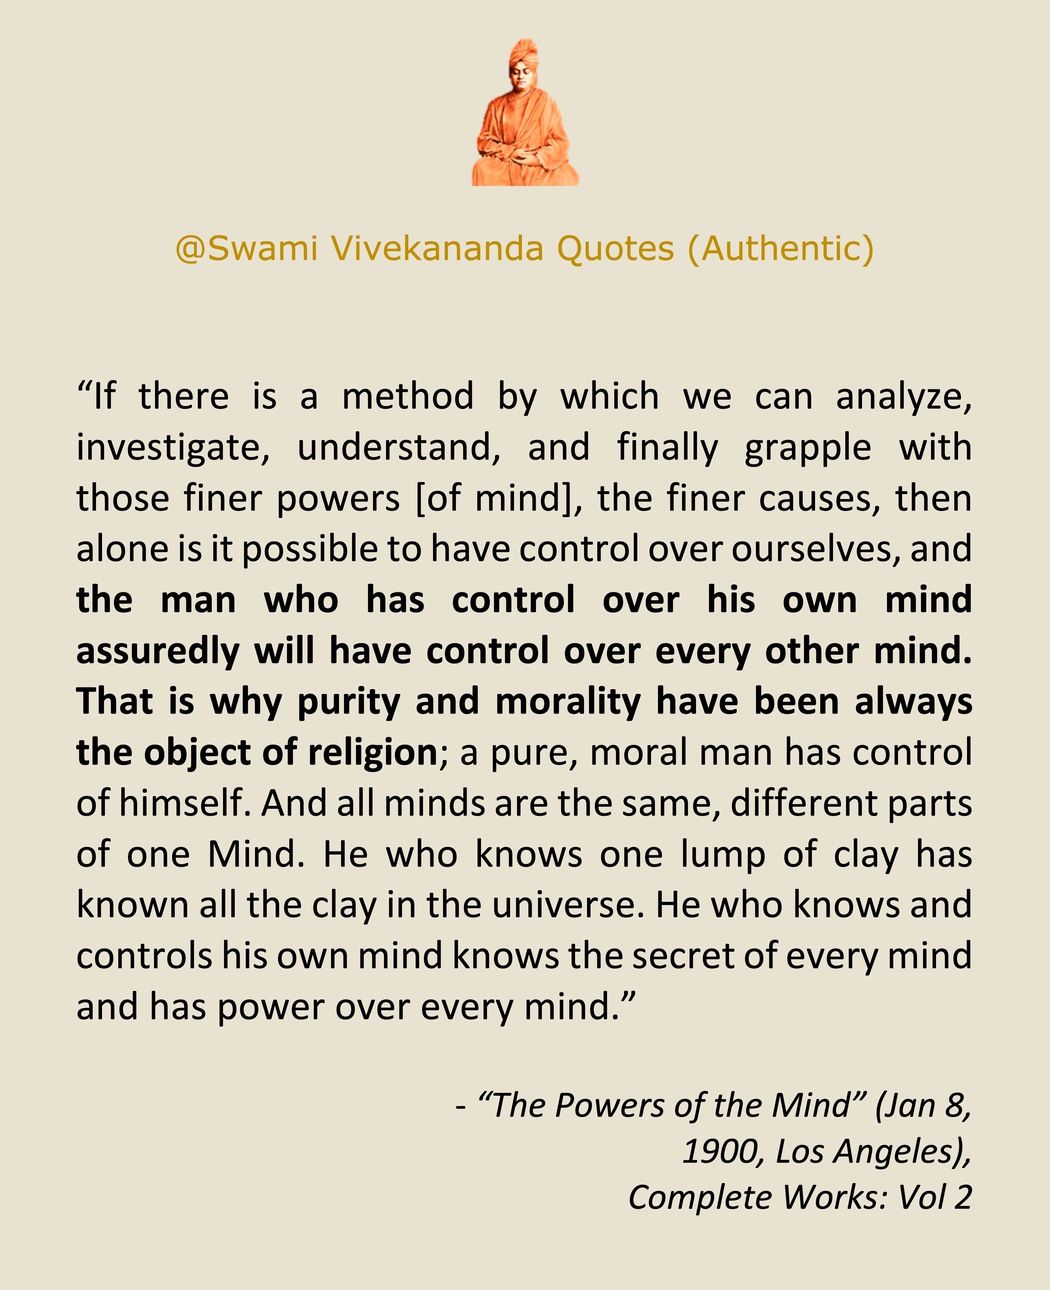 @Swami Vivekananda Quotes (Authentic)
“If there is a method by which we can analyze,
investigate, understand, and finally grapple with
those finer powers [of mind], the finer causes, then
alone is it possible to have control over ourselves, and
the man who has control over his own mind
assuredly will have control over every other mind.
That is why purity and morality have been always
the object of religion; a pure, moral man has control
of himself. And all minds are the same, different parts
of one Mind. He who knows one lump of clay has
known all the clay in the universe. He who knows and
controls his own mind knows the secret of every mind
and has power over every mind.”
- “The Powers of the Mind” (Jan 8,
1900, Los Angeles),
Complete Works: Vol 2